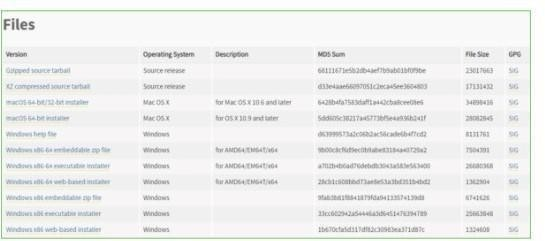 Files
Version Operating System Description MD5 Sum File Size GPG
Gzipped source tarball Source release 68111671e5b2db4aef7b9ab01bf0f9be 23017663 SIG
XZ compressed source tarball Source release d33e4aae66097051c2eca45ee3604803 17131432 SIG
macOS 64-bit/32-bit installer Mac OS X for Mac OS X 10.6 and later 6428b4fa7583daff1a442cba8cee08e6 34898416 SIG
macOS 64-bit installer Mac OS X for OS X 10.9 and later 5dd605c38217a45773bf5e4a936b241f 28082845 SIG
Windows help file Windows d63999573a2c06b2ac56cade6b4f7cd2 8131761 SIG
Windows x86-64 embeddable zip file Windows for AMD64/EM64T/x64 9b00c8cf6d9ec0b9abe83184a40729a2 7504391 SIG
Windows x86-64 executable installer Windows for AMD64/EM64T/x64 a702b4b0ad76debdb3043a583e563400 26680368 SIG
Windows x86-64 web-based installer Windows for AMD64/EM64T/x64 28cb1c608bbd73ae8e53a3bd351b4bd2 1362904 SIG
Windows x86 embeddable zip file Windows 9fab3b81f8841879fda94133574139d8 6741626 SIG
Windows x86 executable installer Windows 33cc602942a54446a3d6451476394789 25663848 SIG
Windows x86 web-based installer Windows 1b670cfa5d317df82c30983ea371d87c 1324608 SIG